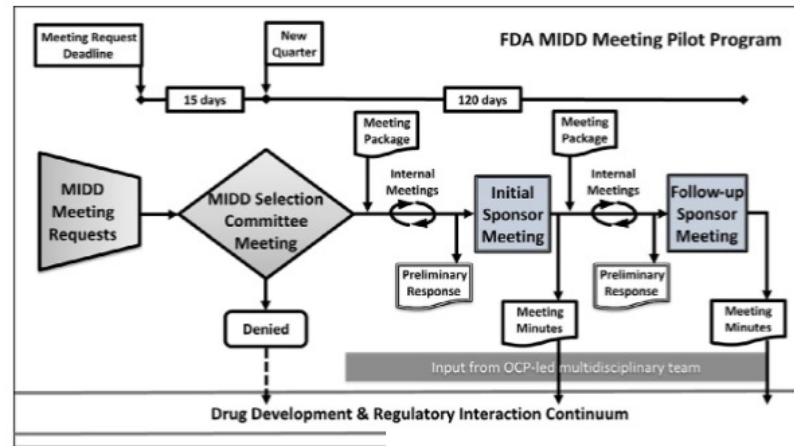 Meeting Request
Deadline
New
Quarter
FDA MIDD Meeting Pilot Program
15 days
120 days
Meeting
Package
Meeting
Package
MIDD
Meeting
Requests
MIDD Selection
Committee
Meeting
Internal
Meetings
Initial
Sponsor
Meeting
Internal
Meetings
Follow-up
Sponsor
Meeting
Preliminary
Response
Preliminary
Response
Denied
Meeting
Minutes
Meeting
Minutes
Input from OCP-led multidisciplinary team
Drug Development & Regulatory Interaction Continuum